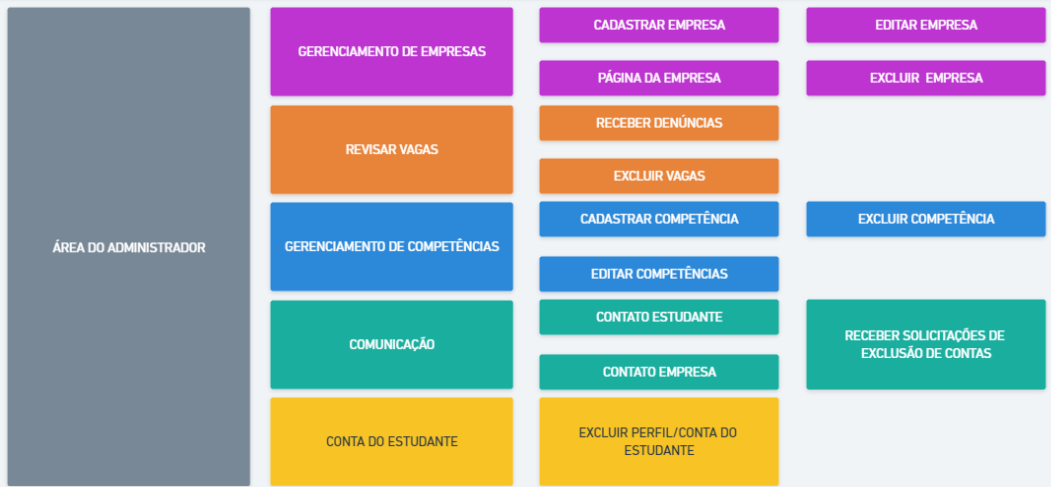 ÁREA DO ADMINISTRADOR
GERENCIAMENTO DE EMPRESAS
CADASTRAR EMPRESA
EDITAR EMPRESA
PÁGINA DA EMPRESA
EXCLUIR EMPRESA
REVISAR VAGAS
RECEBER DENÚNCIAS
EXCLUIR VAGAS
GERENCIAMENTO DE COMPETÊNCIAS
CADASTRAR COMPETÊNCIA
EXCLUIR COMPETÊNCIA
EDITAR COMPETÊNCIAS
COMUNICAÇÃO
CONTATO ESTUDANTE
CONTATO EMPRESA
RECEBER SOLICITAÇÕES DE
EXCLUSÃO DE CONTAS
CONTA DO ESTUDANTE
EXCLUIR PERFIL/CONTA DO
ESTUDANTE